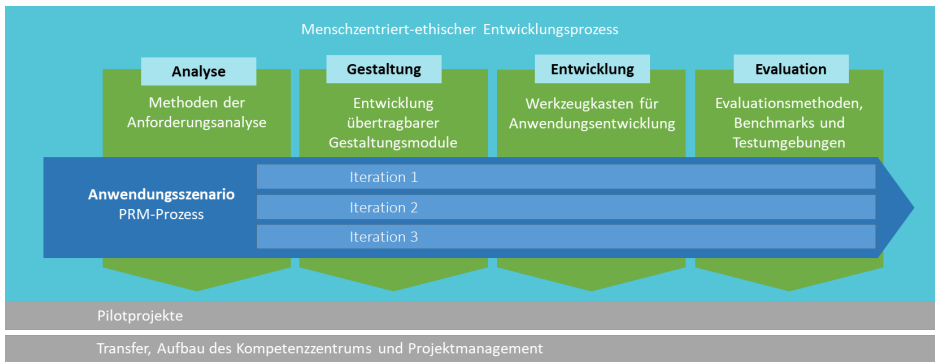 Menschzentriert-ethischer Entwicklungsprozess
Analyse
Methoden der
Anforderungsanalyse
Gestaltung
Entwicklung
übertragbarer
Gestaltungsmodule
Entwicklung
Werkzeugkasten für
Anwendungsentwicklung
Evaluation
Evaluationsmethoden,
Benchmarks und
Testumgebungen
Anwendungsszenario
PRM-Prozess
Iteration 1
Iteration 2
Iteration 3
Pilotprojekte
Transfer, Aufbau des Kompetenzzentrums und Projektmanagement